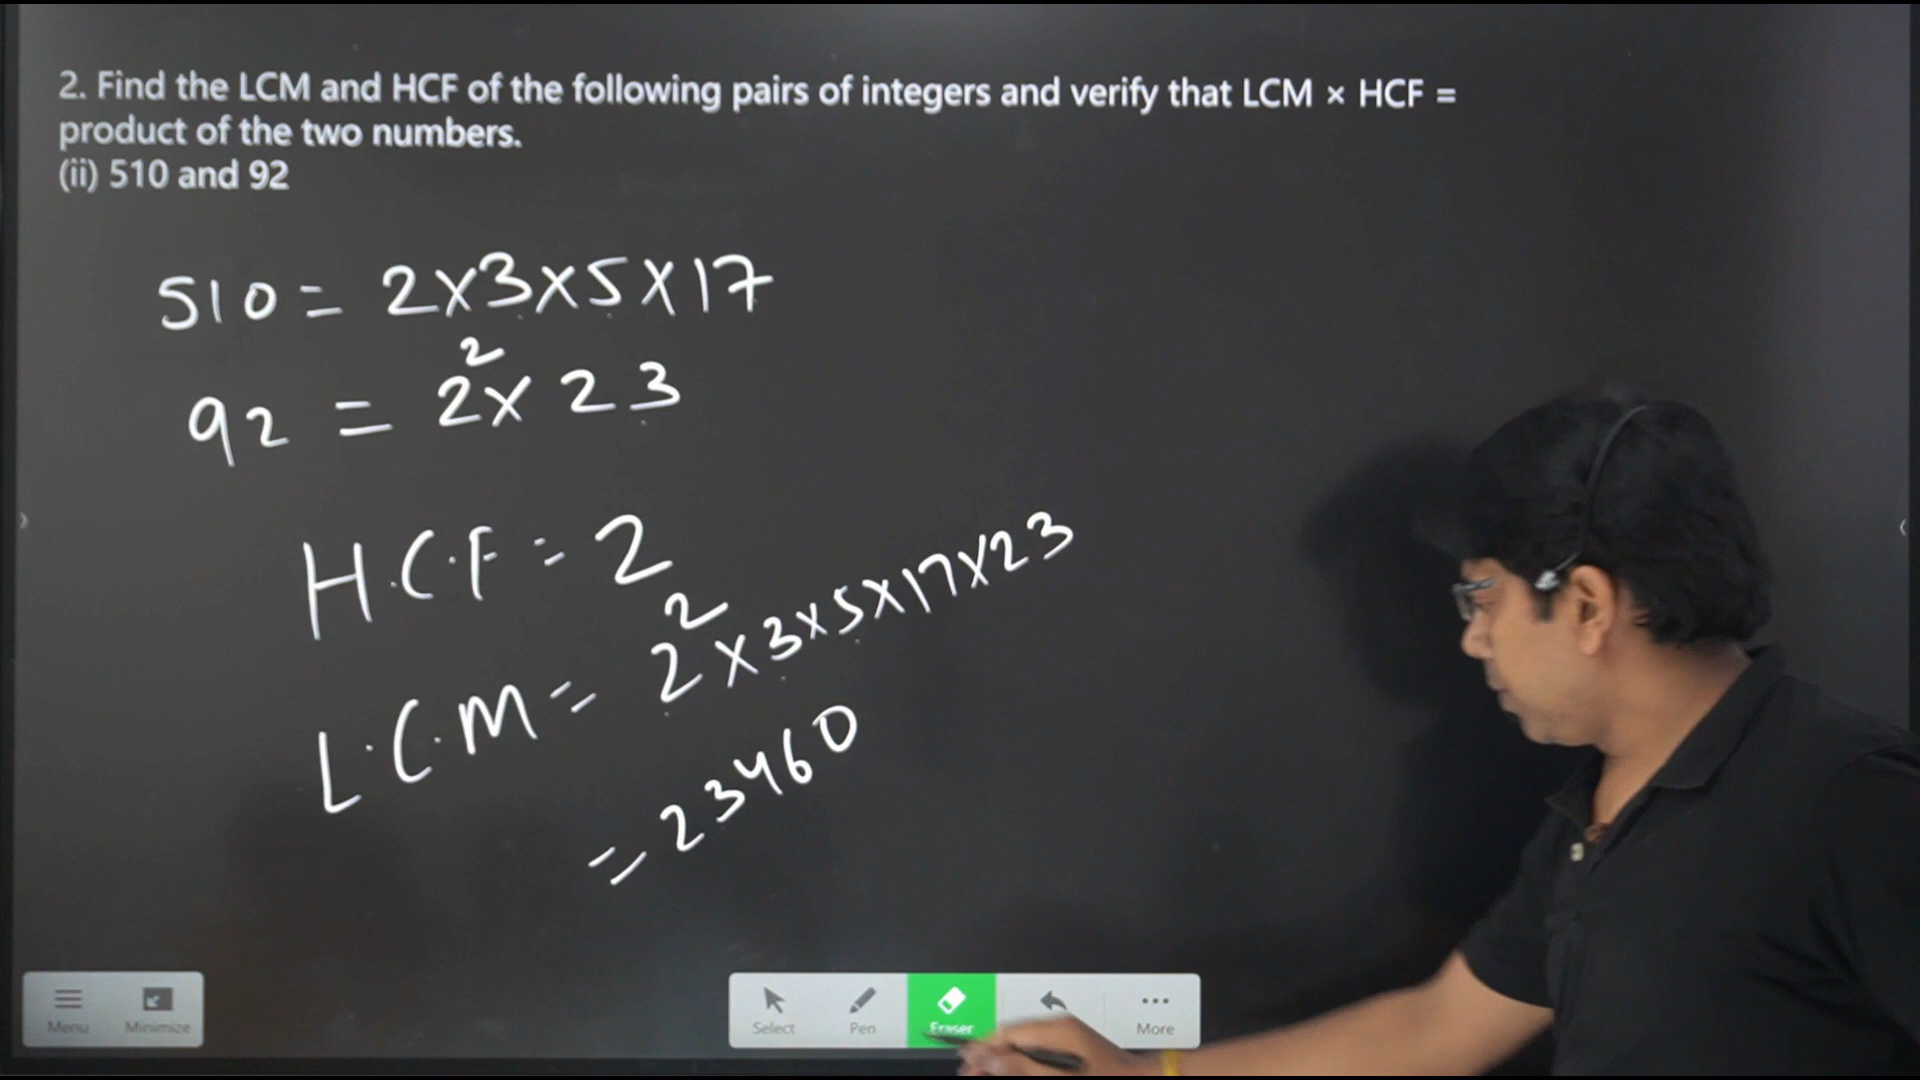 2. Find the LCM and HCF of the following pairs of integers and verify that LCM × HCF =
product of the two numbers.
(ii) 510 and 92
510 = 2×3×5×17
92 = 2²× 23
H.C.F = 2
L.C.M = 2² × 3×5×17×23
= 23460
Menu
Minimize
Select
Pen
Eraser
More